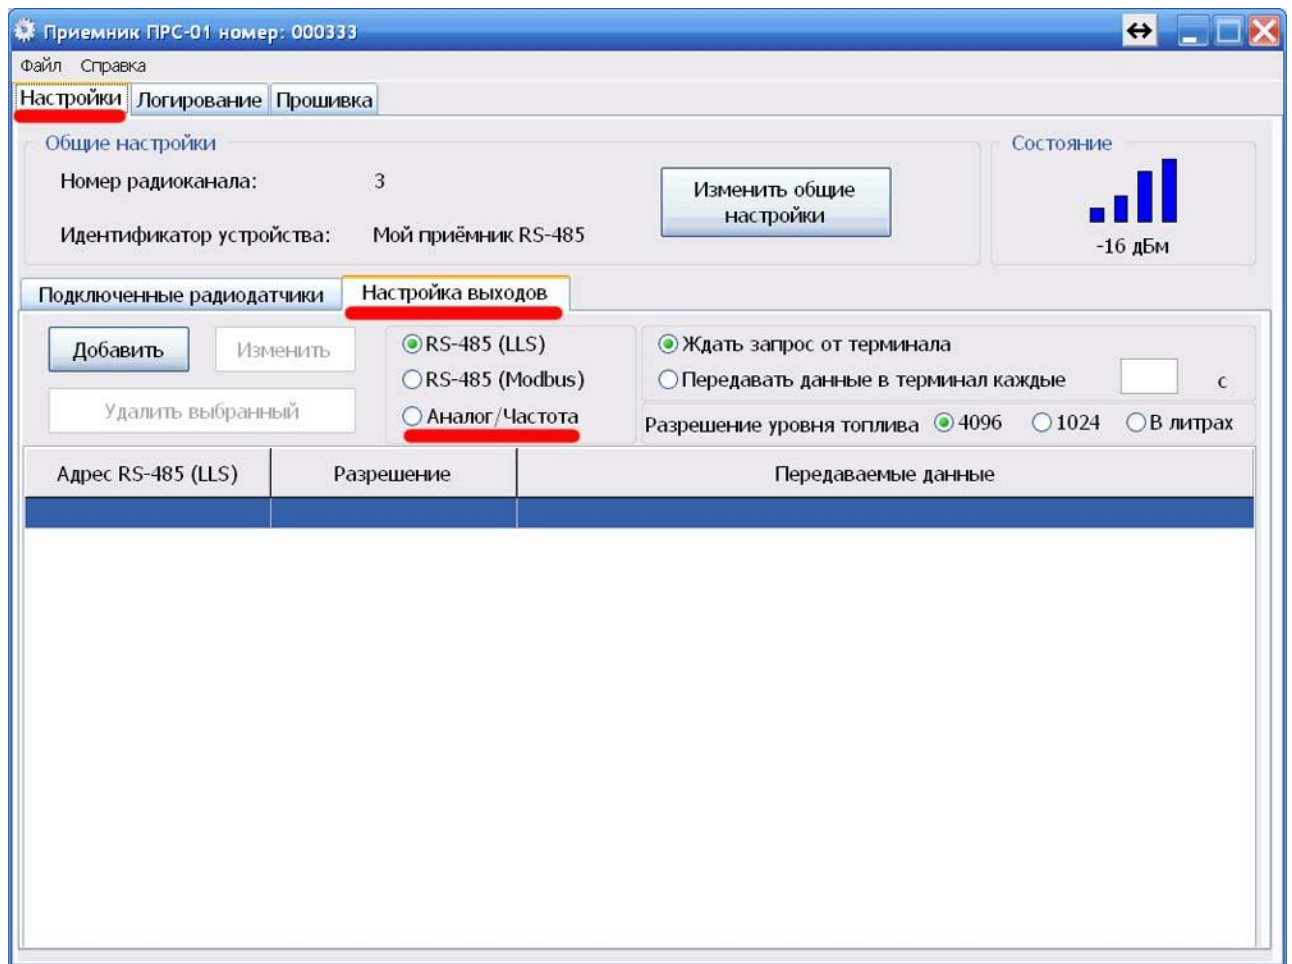 Приемник ПРС-01 номер: 000333
Файл Справка
Настройки Логирование Прошивка
Общие настройки
Состояние
Номер радиоканала: 3
Изменить общие
настройки
Идентификатор устройства: Мой приёмник RS-485
-16 дБм
Подключенные радиодатчики Настройка выходов
Добавить Изменить
Удалить выбранный
RS-485 (LLS)
RS-485 (Modbus)
Аналог/Частота
Ждать запрос от терминала
Передавать данные в терминал каждые с
Разрешение уровня топлива 4096 1024 В литрах
Адрес RS-485 (LLS) Разрешение Передаваемые данные